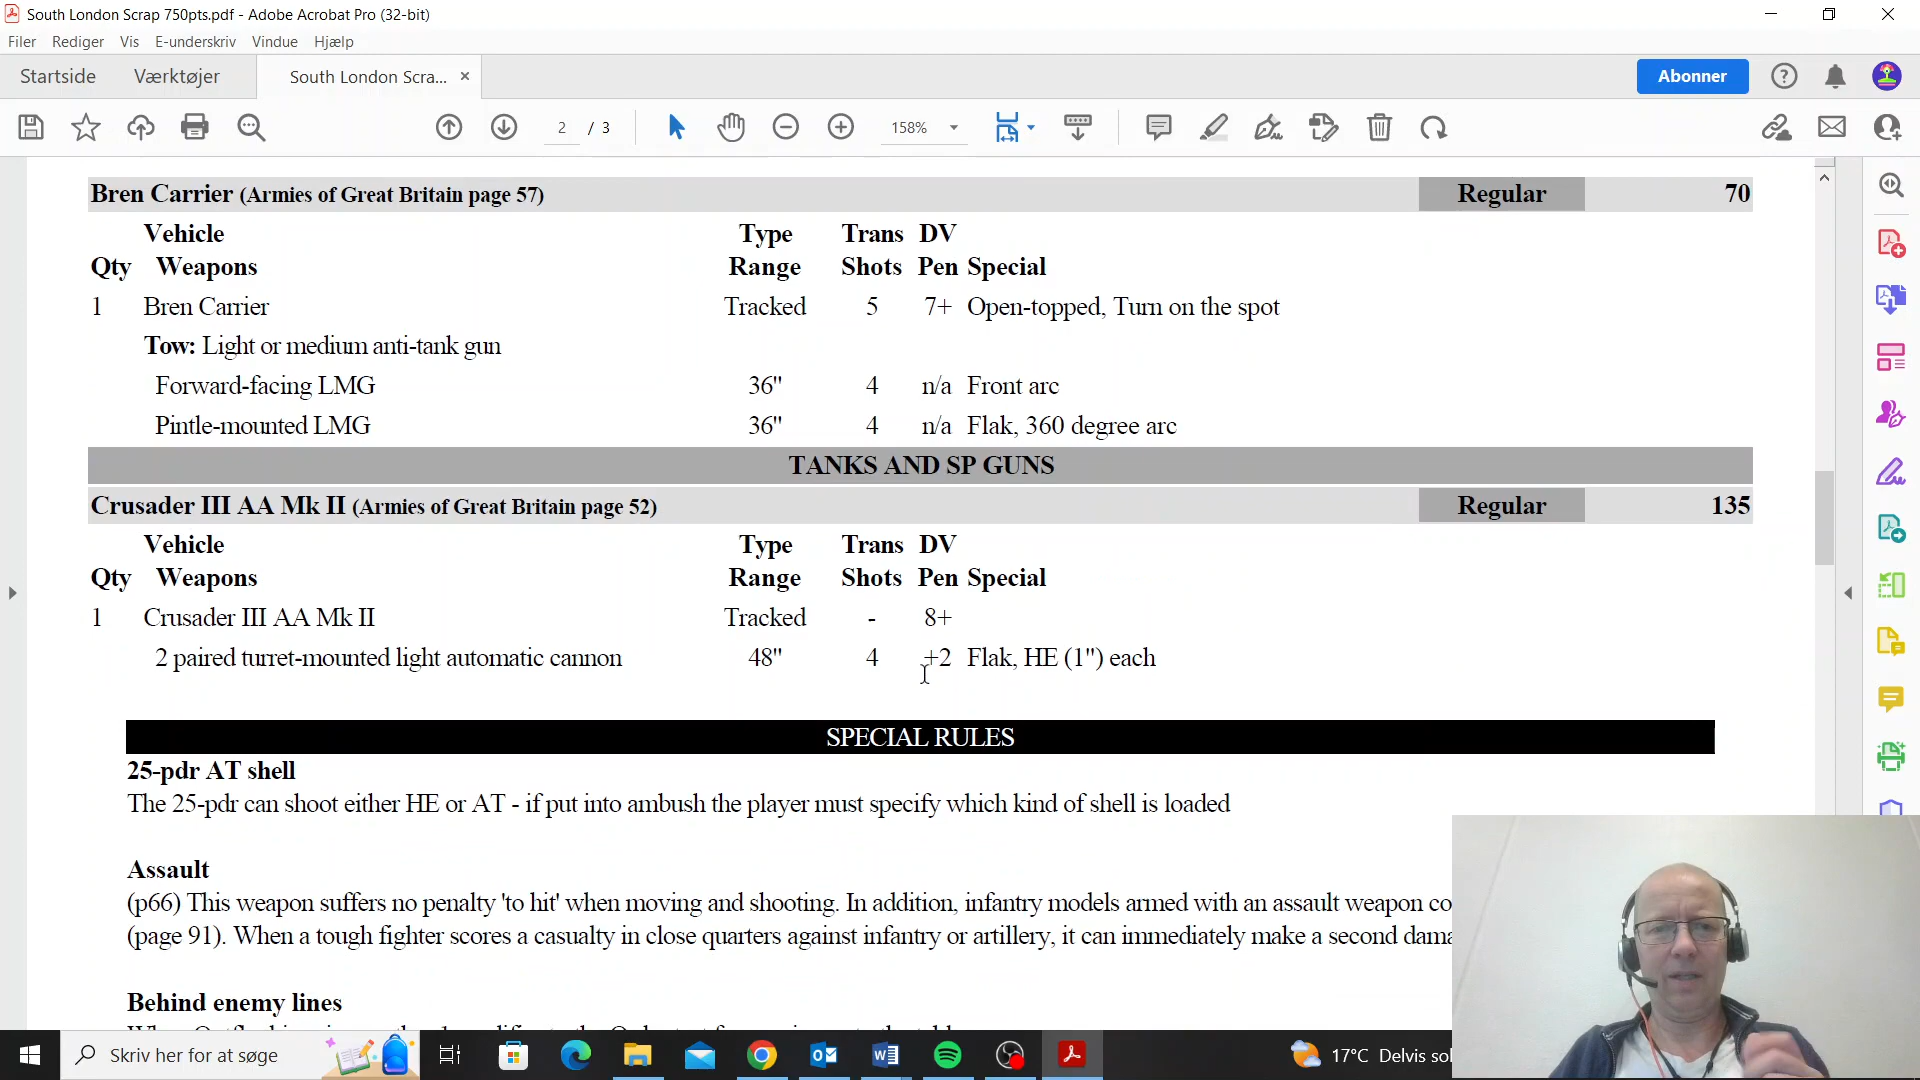 South London Scrap 750pts.pdf - Adobe Acrobat Pro (32-bit)
Filer Rediger Vis E-underskriv Vindue Hjælp
Startside Værktøjer South London Scra... × Abonner
2 / 3 158%
Bren Carrier (Armies of Great Britain page 57) Regular 70
Vehicle Type Trans DV
Qty Weapons Range Shots Pen Special
1 Bren Carrier Tracked 5 7+ Open-topped, Turn on the spot
Tow: Light or medium anti-tank gun
Forward-facing LMG 36" 4 n/a Front arc
Pintle-mounted LMG 36" 4 n/a Flak, 360 degree arc
TANKS AND SP GUNS
Crusader III AA Mk II (Armies of Great Britain page 52) Regular 135
Vehicle Type Trans DV
Qty Weapons Range Shots Pen Special
1 Crusader III AA Mk II Tracked - 8+
2 paired turret-mounted light automatic cannon 48" 4 +2 Flak, HE (1") each
SPECIAL RULES
25-pdr AT shell
The 25-pdr can shoot either HE or AT - if put into ambush the player must specify which kind of shell is loaded
Assault
(p66) This weapon suffers no penalty 'to hit' when moving and shooting. In addition, infantry models armed with an assault weapon co
(page 91). When a tough fighter scores a casualty in close quarters against infantry or artillery, it can immediately make a second dama
Behind enemy lines
Skriv her for at søge 17°C Delvis sol